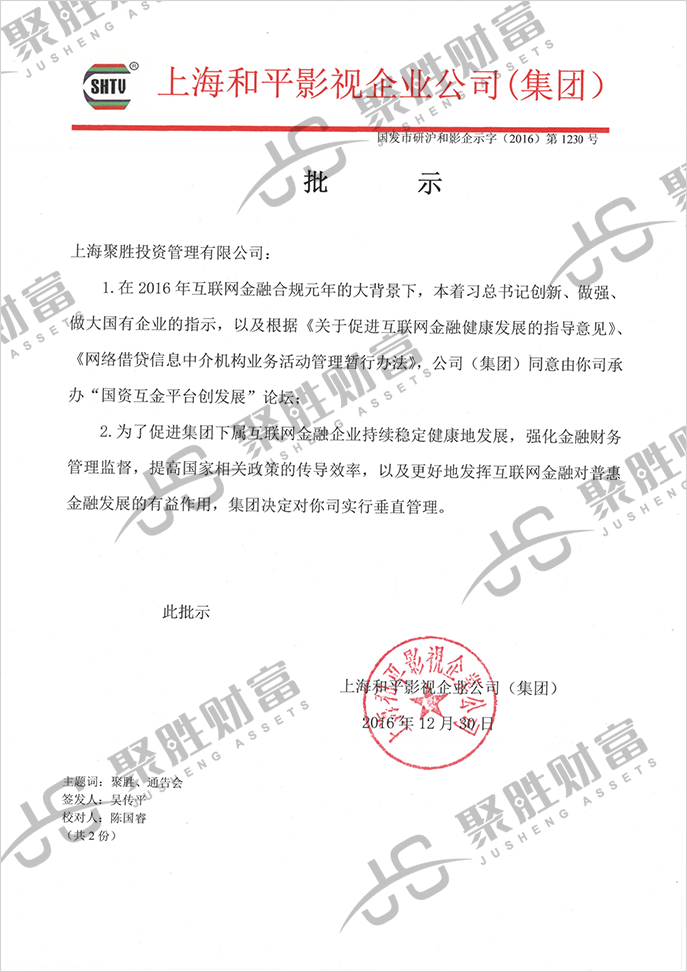 聚胜财富
JUSHENG ASSETS
SHTV
®
上海和平影视企业公司(集团)
国发市研沪和影企示字（2016）第 1230 号
批 示
上海聚胜投资管理有限公司：
1.在 2016 年互联网金融合规元年的大背景下，本着习总书记创新、做强、
做大国有企业的指示，以及根据《关于促进互联网金融健康发展的指导意见》、
《网络借贷信息中介机构业务活动管理暂行办法》，公司（集团）同意由你司承
办“国资互金平台创发展”论坛；
2.为了促进集团下属互联网金融企业持续稳定健康地发展，强化金融财务
管理监督，提高国家相关政策的传导效率，以及更好地发挥互联网金融对普惠
金融发展的有益作用，集团决定对你司实行垂直管理。
此批示
上海和平影视企业公司
上海和平影视企业公司（集团）
2016 年 12 月 30 日
主题词：聚胜、通告会
签发人：吴传平
校对人：陈国睿
（共 2 份）